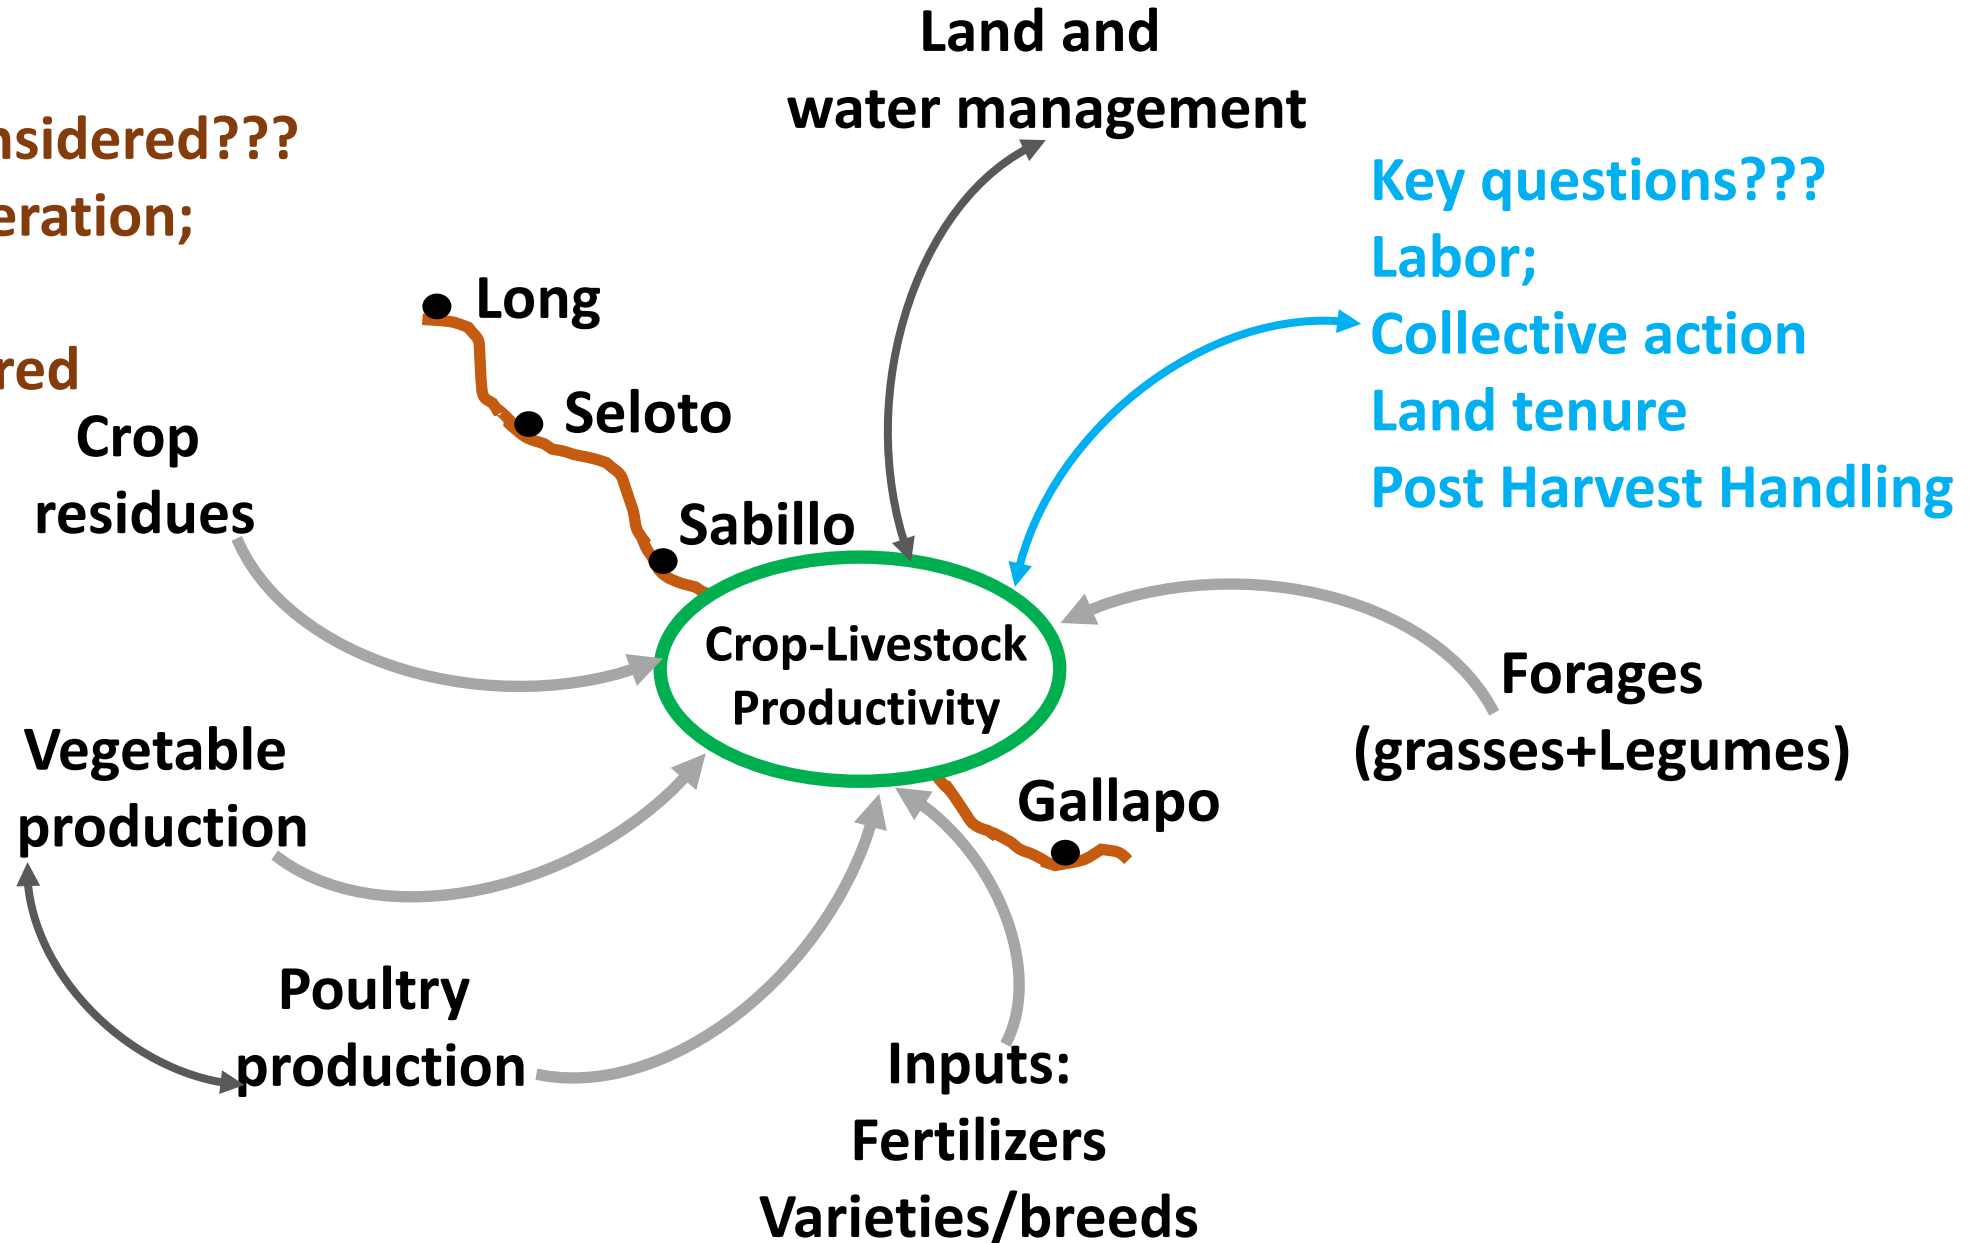 Land and
water management
nsidered???
eration;
red
Key questions???
Labor;
Collective action
Land tenure
Post Harvest Handling
Long
Seloto
Sabillo
Crop
residues
Crop-Livestock
Productivity
Forages
(grasses+Legumes)
Vegetable
production
Gallapo
Poultry
production
Inputs:
Fertilizers
Varieties/breeds